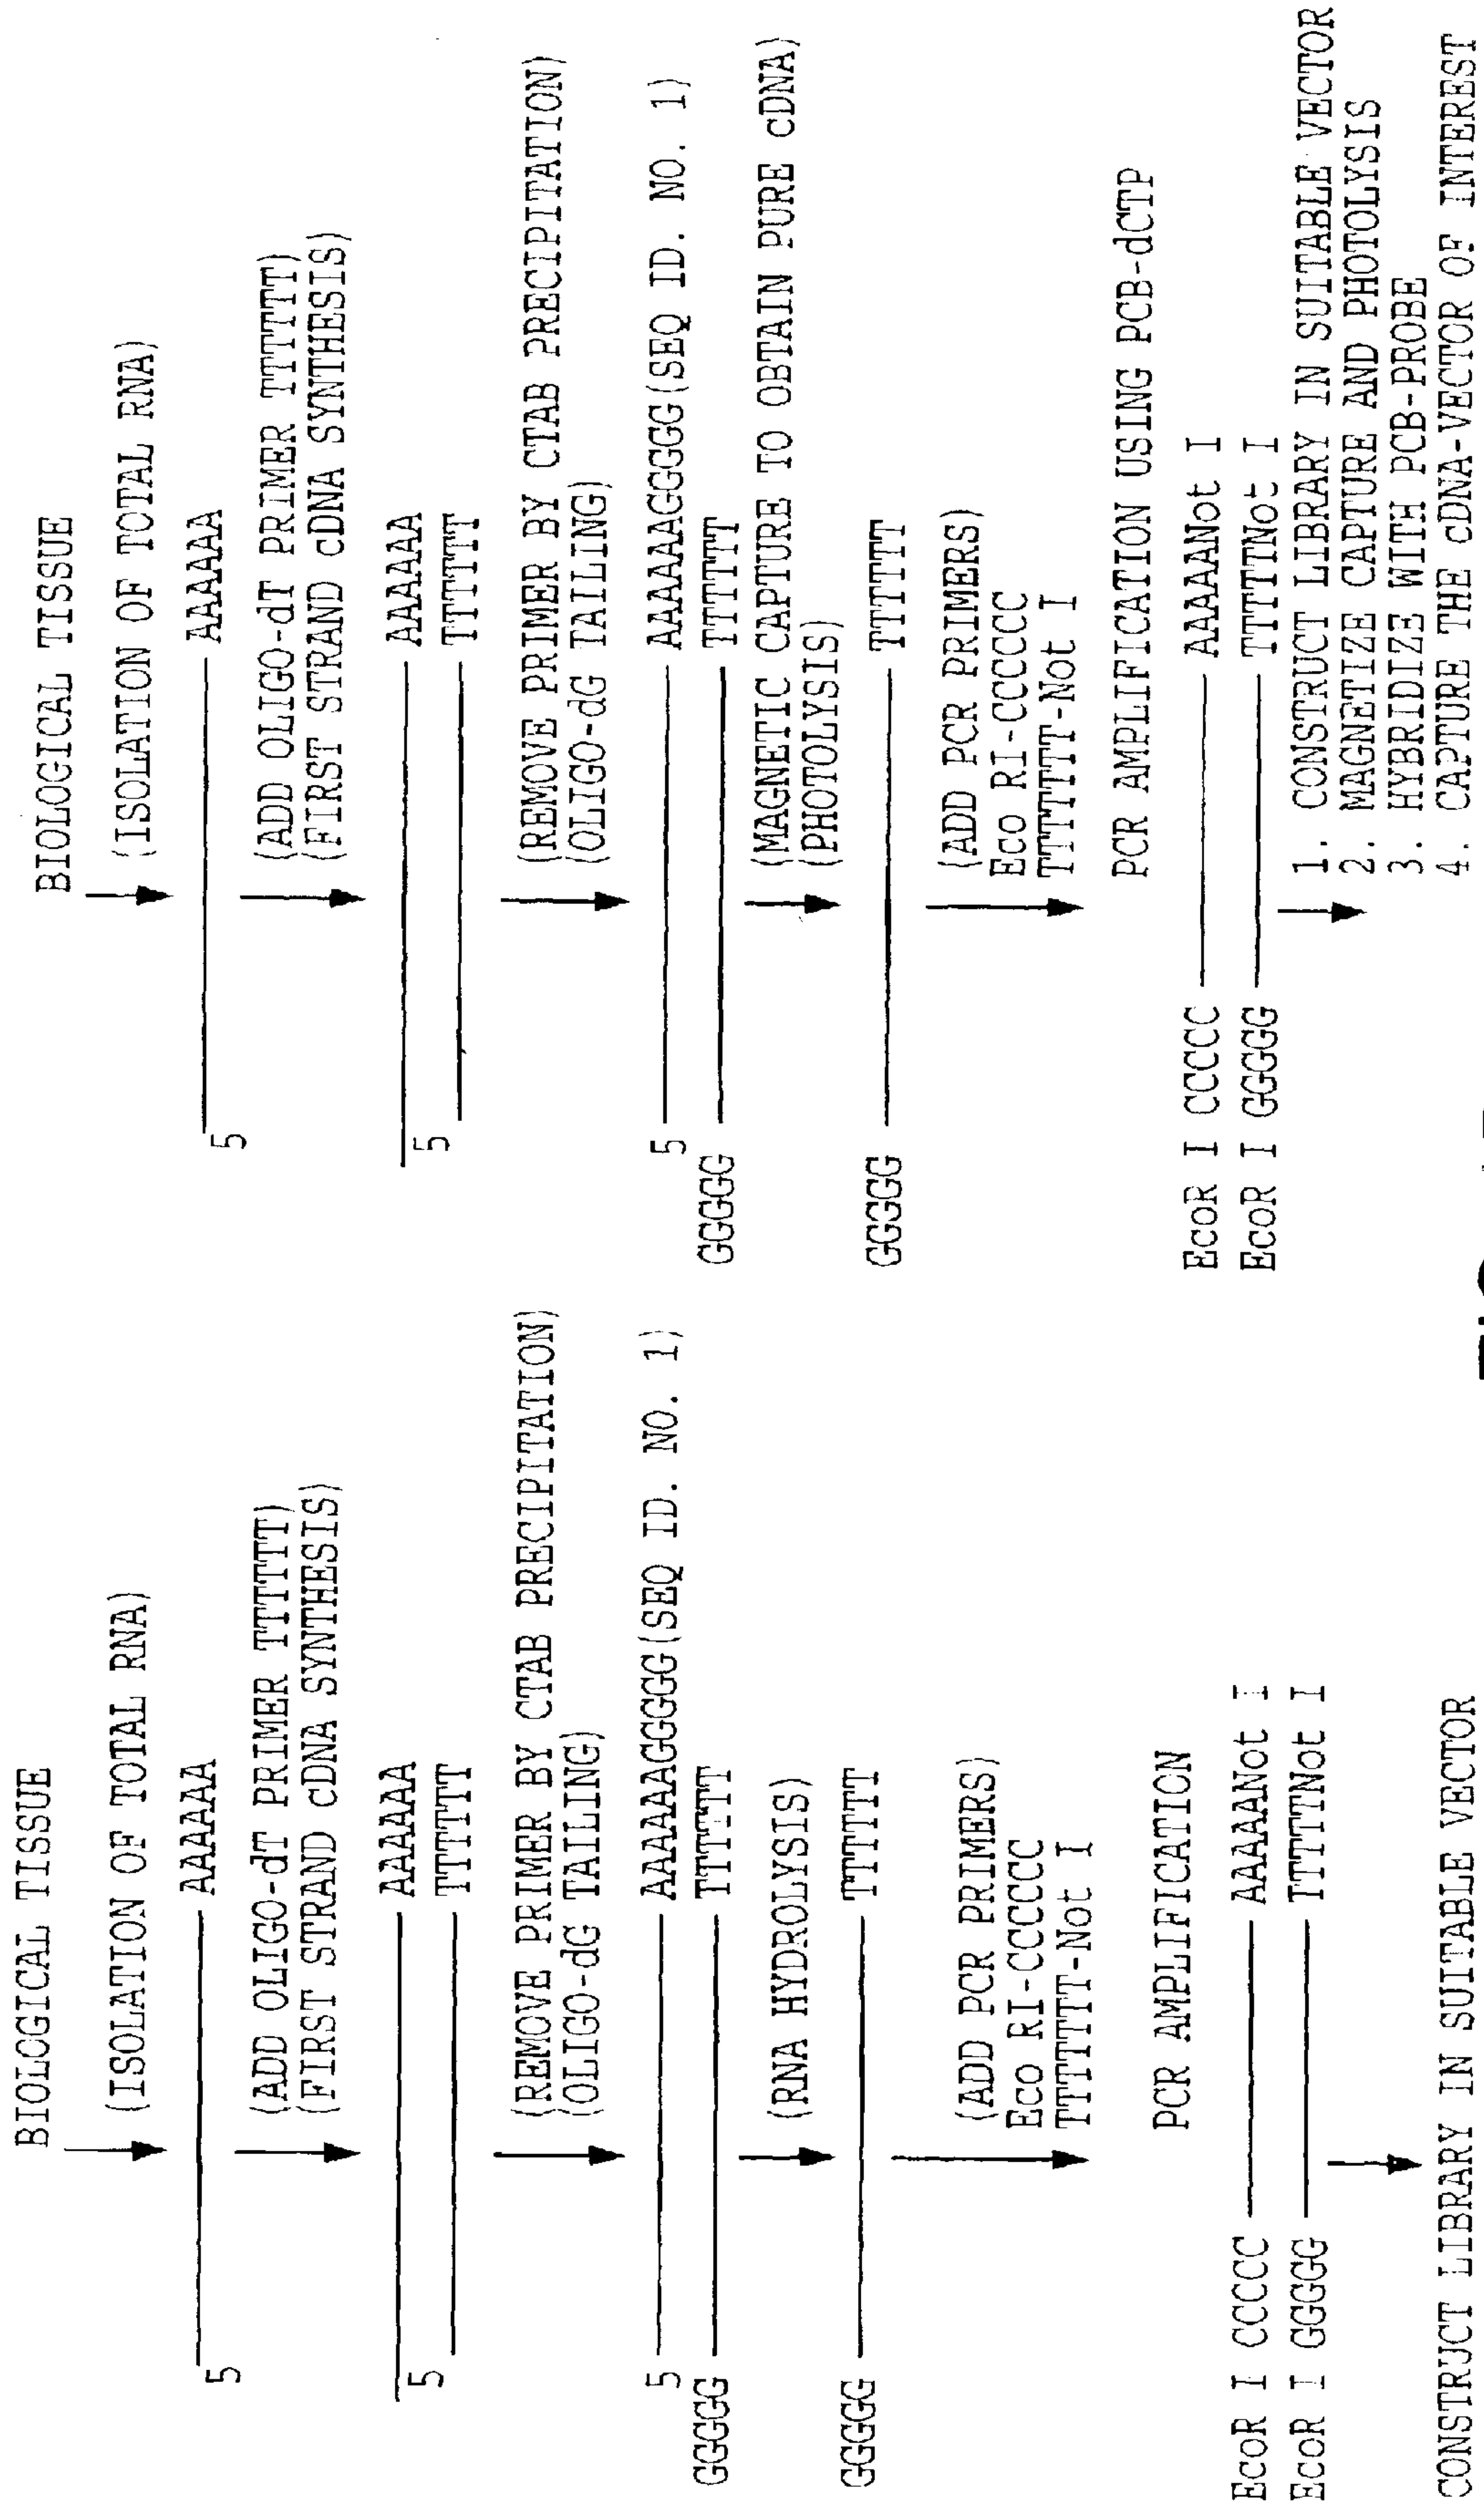 BIOLOGICAL TISSUE
(ISOLATION OF TOTAL RNA)
AAAAAA
5
(ADD OLIGO-dT PRIMER TTTTTT)
(FIRST STRAND cDNA SYNTHESIS)
AAAAAA
5
TTTTTT
(REMOVE PRIMER BY CTAB PRECIPITATION)
(OLIGO-dG TAILING)
5 AAAAAAGGGGG(SEQ ID. NO. 1)
GGGGG TTTTTT
(RNA HYDROLYSIS)
GGGGG TTTTTT
(ADD PCR PRIMERS)
Eco RI-CCCCCC
TTTTTTT-Not I
PCR AMPLIFICATION
EcoR I CCCCC AAAAANot I
EcoR I GGGGG TTTTTNot I
CONSTRUCT LIBRARY IN SUITABLE VECTOR
BIOLOGICAL TISSUE
(ISOLATION OF TOTAL RNA)
AAAAAA
5
(ADD OLIGO-dT PRIMER TTTTTT)
(FIRST STRAND cDNA SYNTHESIS)
AAAAAA
5
TTTTTT
(REMOVE PRIMER BY CTAB PRECIPITATION)
(OLIGO-dG TAILING)
5 AAAAAAGGGGG(SEQ ID. NO. 1)
GGGGG TTTTTT
(MAGNETIC CAPTURE TO OBTAIN PURE cDNA)
(PHOTOLYSIS)
GGGGG TTTTTT
(ADD PCR PRIMERS)
Eco RI-CCCCCC
TTTTTTT-Not I
PCR AMPLIFICATION USING PCB-dCTP
EcoR I CCCCC AAAAANot I
EcoR I GGGGG TTTTTNot I
1. CONSTRUCT LIBRARY IN SUITABLE VECTOR
2. MAGNETIZE CAPTURE AND PHOTOLYSIS
3. HYBRIDIZE WITH PCB-PROBE
4. CAPTURE THE cDNA-VECTOR OF INTEREST